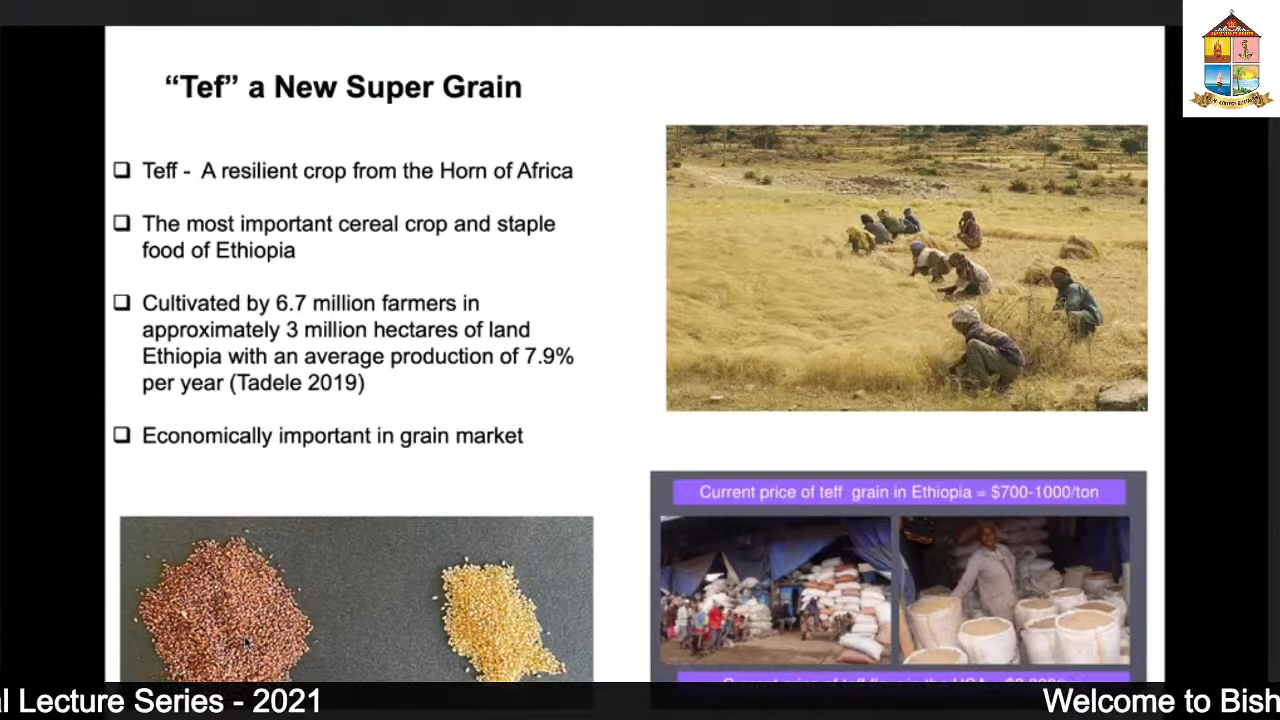 “Tef” a New Super Grain
Teff - A resilient crop from the Horn of Africa
The most important cereal crop and staple
food of Ethiopia
Cultivated by 6.7 million farmers in
approximately 3 million hectares of land
Ethiopia with an average production of 7.9%
per year (Tadele 2019)
Economically important in grain market
Current price of teff grain in Ethiopia = $700-1000/ton
al Lecture Series - 2021
Welcome to Bish